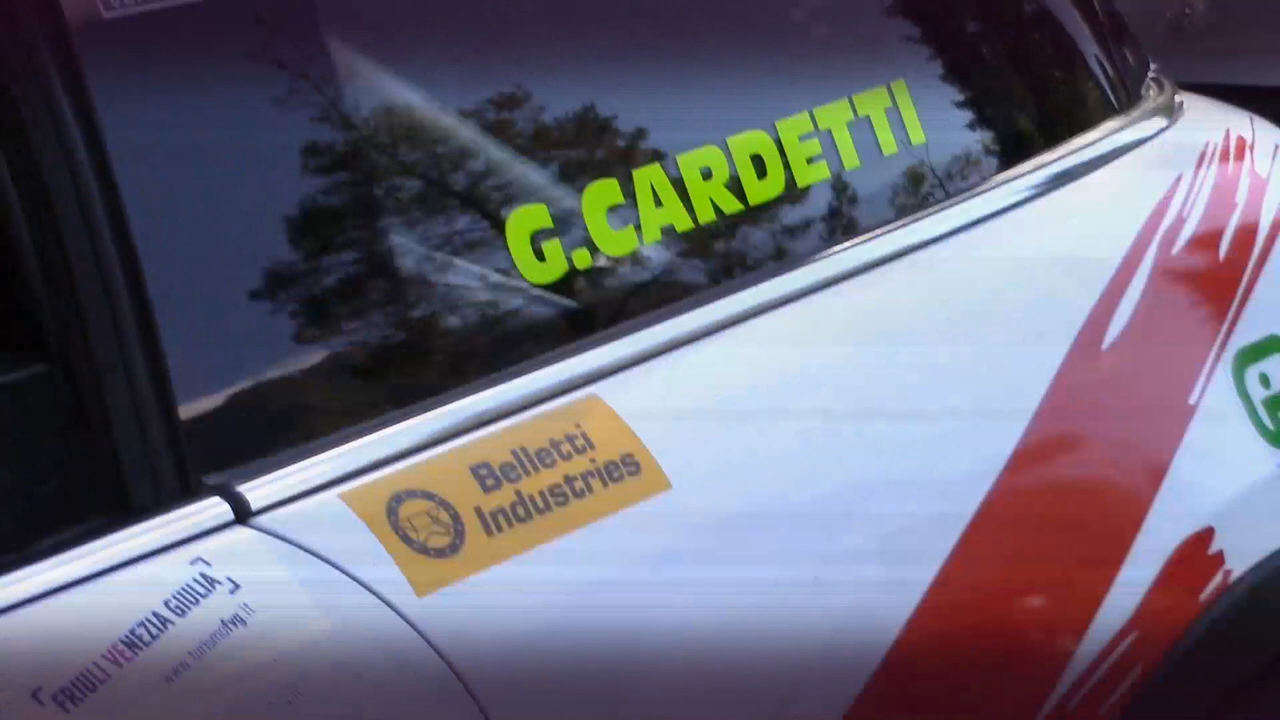 G.CARDETTI
Belletti
Industries
FRIULI VENEZIA GIULIA
www.turismofvg.it